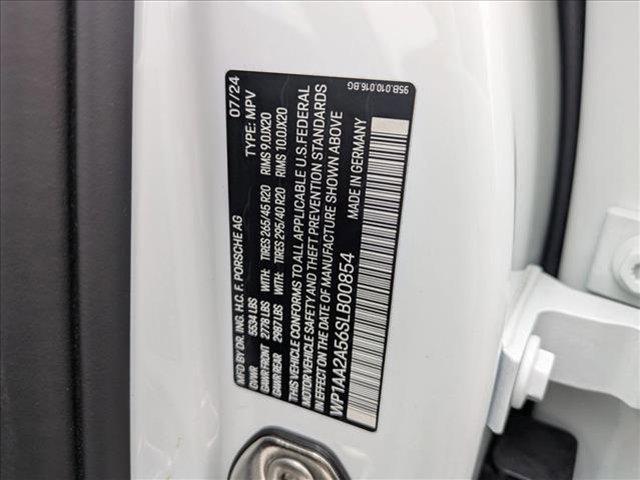 MFD BY DR. ING. H.C. F. PORSCHE AG 07/24
GVWR 5534 LBS TYPE: MPV
GAWR FRONT 2778 LBS WITH: TIRES 265/45 R20 RIMS 9.0JX20
GAWR REAR 2987 LBS WITH: TIRES 295/40 R20 RIMS 10.0JX20
THIS VEHICLE CONFORMS TO ALL APPLICABLE U.S. FEDERAL
MOTOR VEHICLE SAFETY AND THEFT PREVENTION STANDARDS
IN EFFECT ON THE DATE OF MANUFACTURE SHOWN ABOVE
WP1AA2A56SLB00854 MADE IN GERMANY
95B.010.016.BG